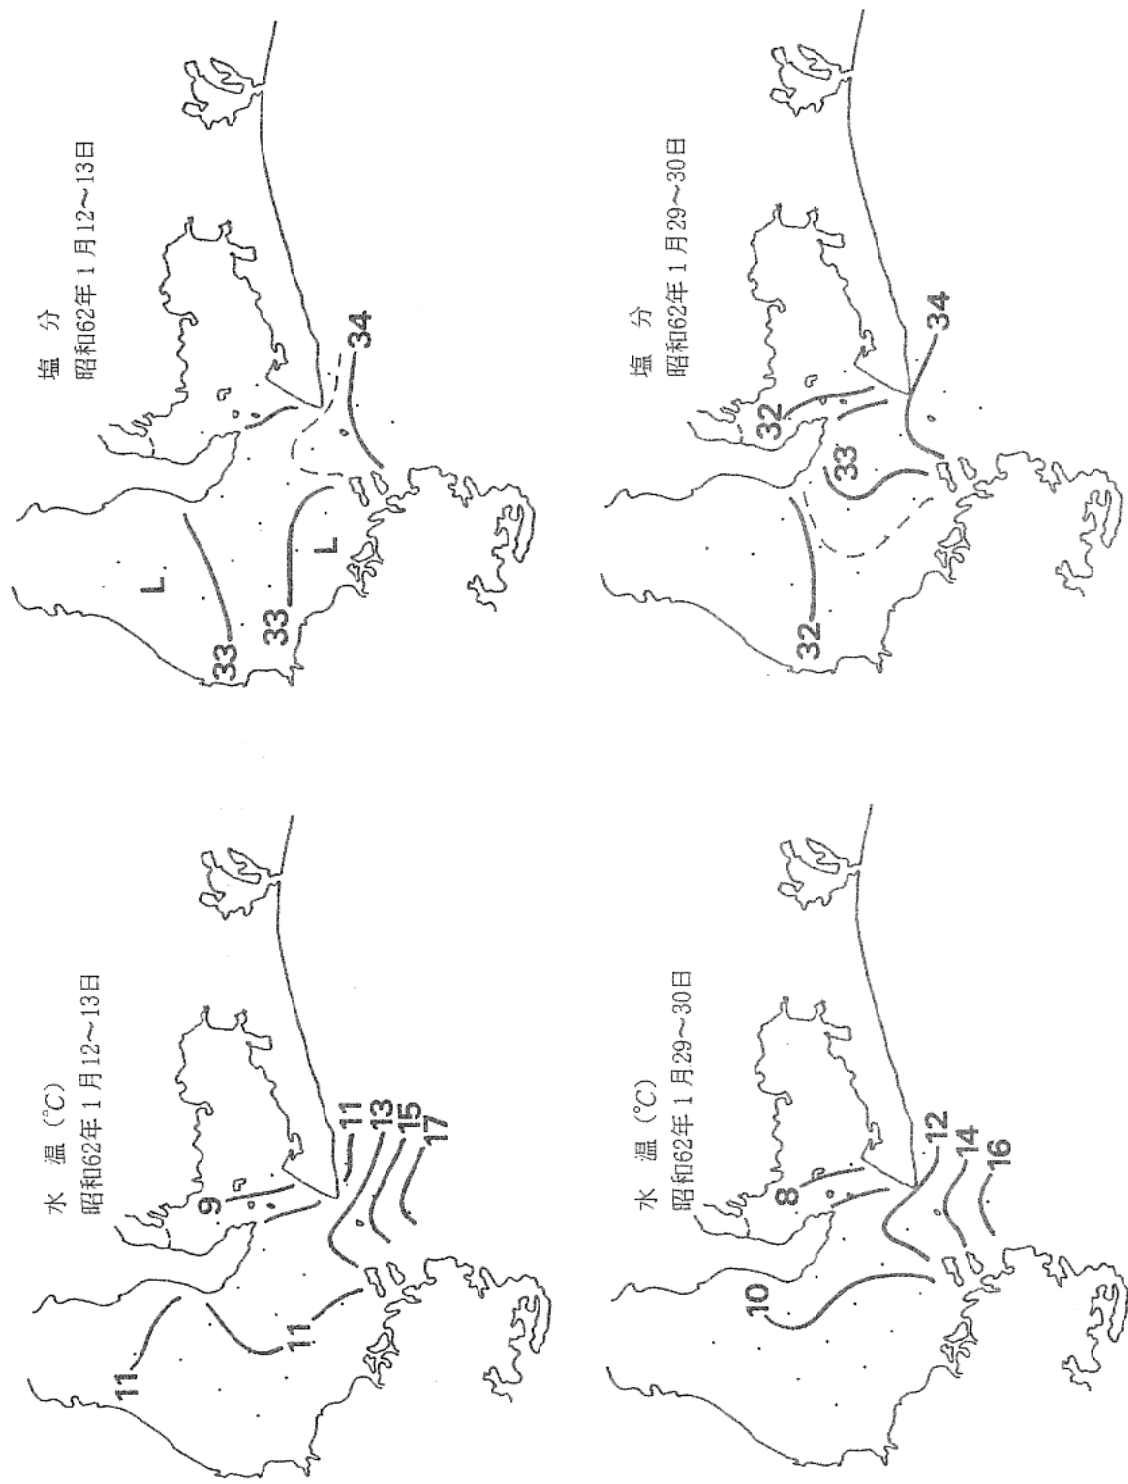 塩 分
昭和62年1月12～13日
34
33
33
L
L
塩 分
昭和62年1月29～30日
32
33
34
32
水 温 (℃)
昭和62年1月12～13日
9
11
13
15
17
11
11
水 温 (℃)
昭和62年1月29～30日
8
12
14
16
10